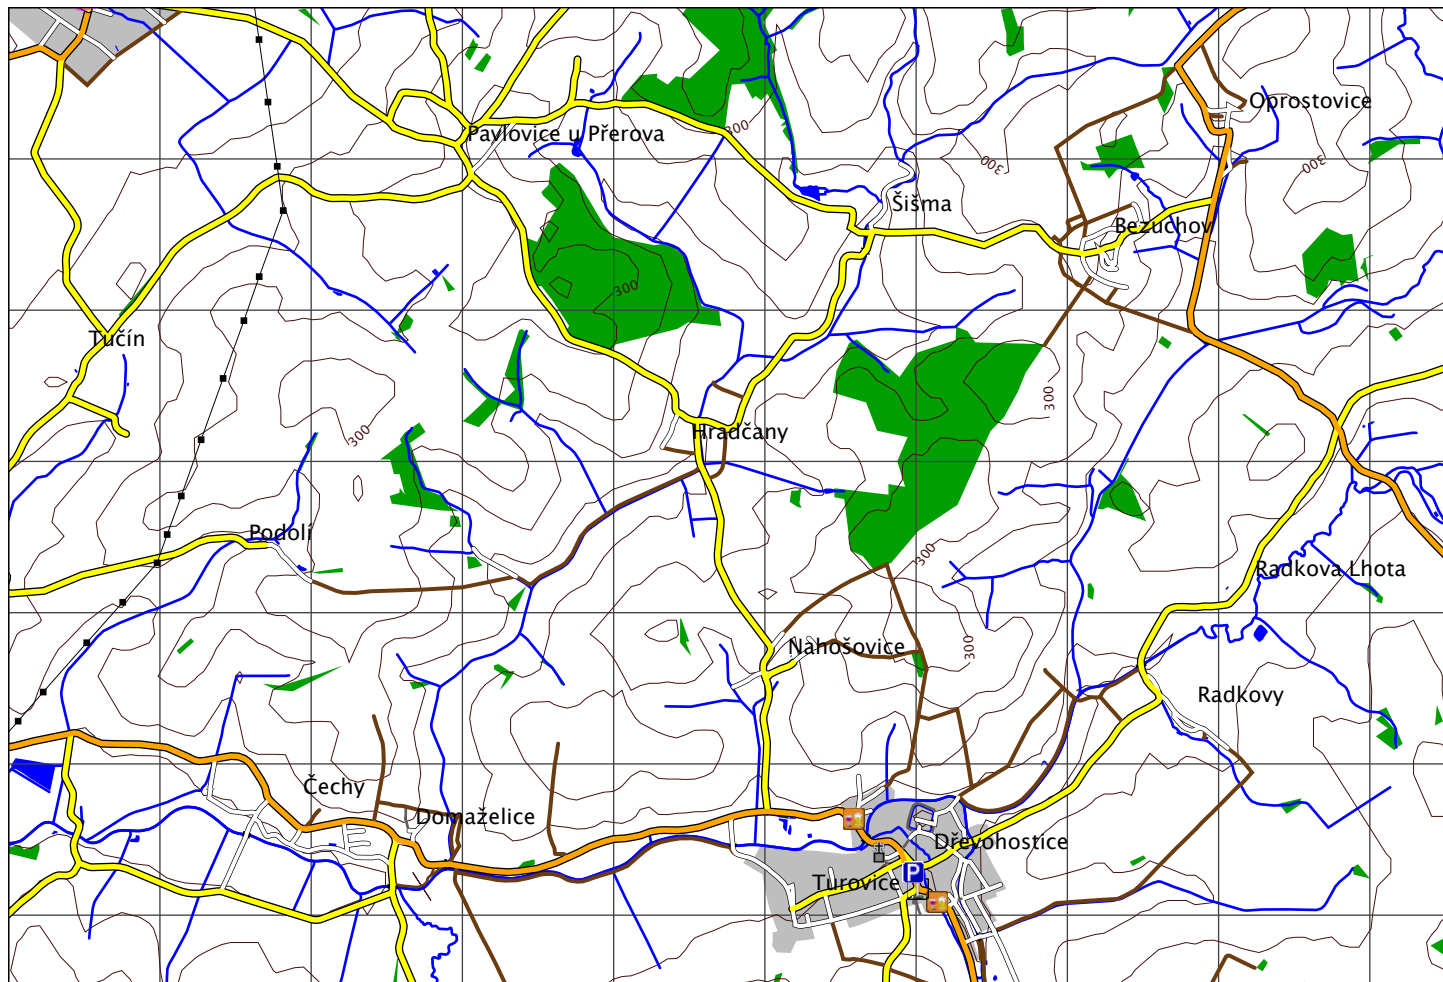 Oprostovice
300
Pavlovice u Přerova
300
300
Šišma
Bezuchov
300
Tučín
300
Hradčany
300
Podolí
300
Radkova Lhota
300
Nahošovice
Radkovy
Čechy
Domaželice
Dřevohostice
P
Turovice